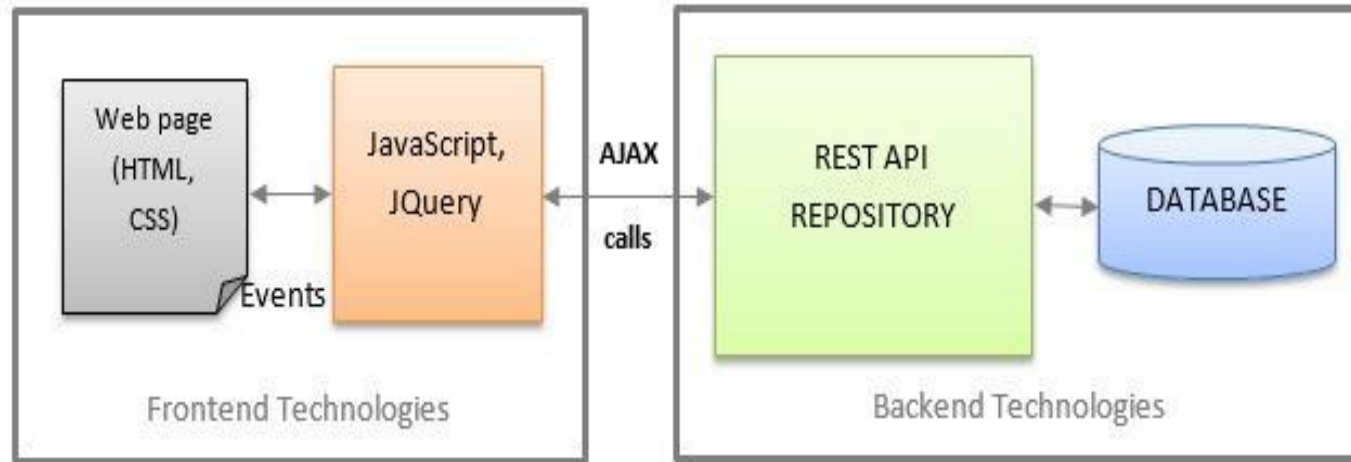 Web page
(HTML,
CSS)
Events
JavaScript,
JQuery
Frontend Technologies
AJAX
calls
REST API
REPOSITORY
DATABASE
Backend Technologies